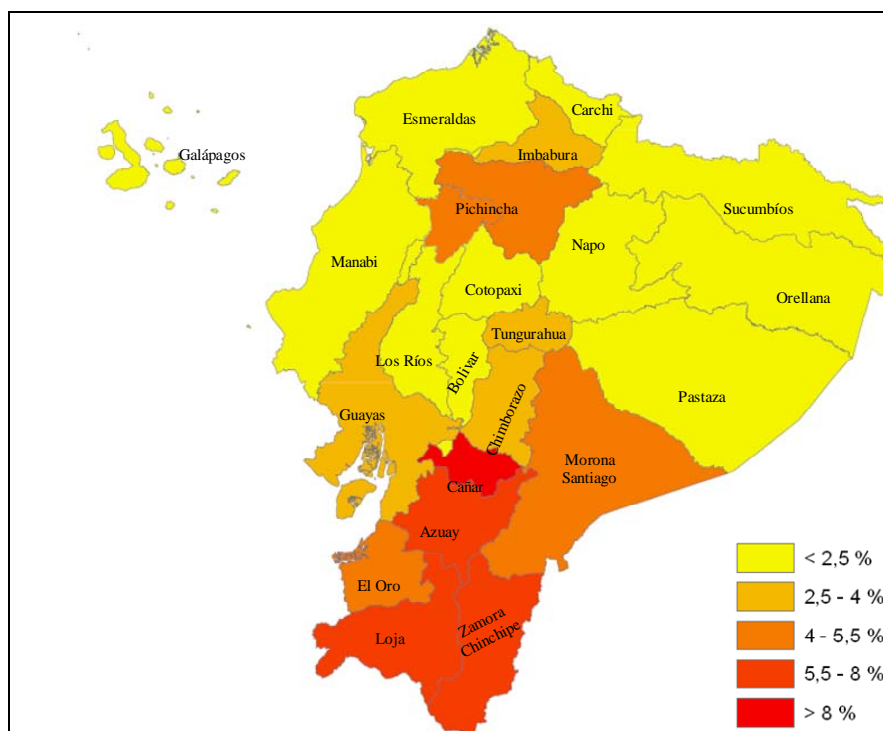 Esmeraldas
Carchi
Galápagos
Imbabura
Pichincha
Sucumbíos
Napo
Manabi
Cotopaxi
Orellana
Tungurahua
Los Ríos
Bolivar
Pastaza
Chimborazo
Guayas
Morona
Santiago
Cañar
Azuay
El Oro
Zamora
Chinchipe
Loja
< 2,5 %
2,5 - 4 %
4 - 5,5 %
5,5 - 8 %
> 8 %